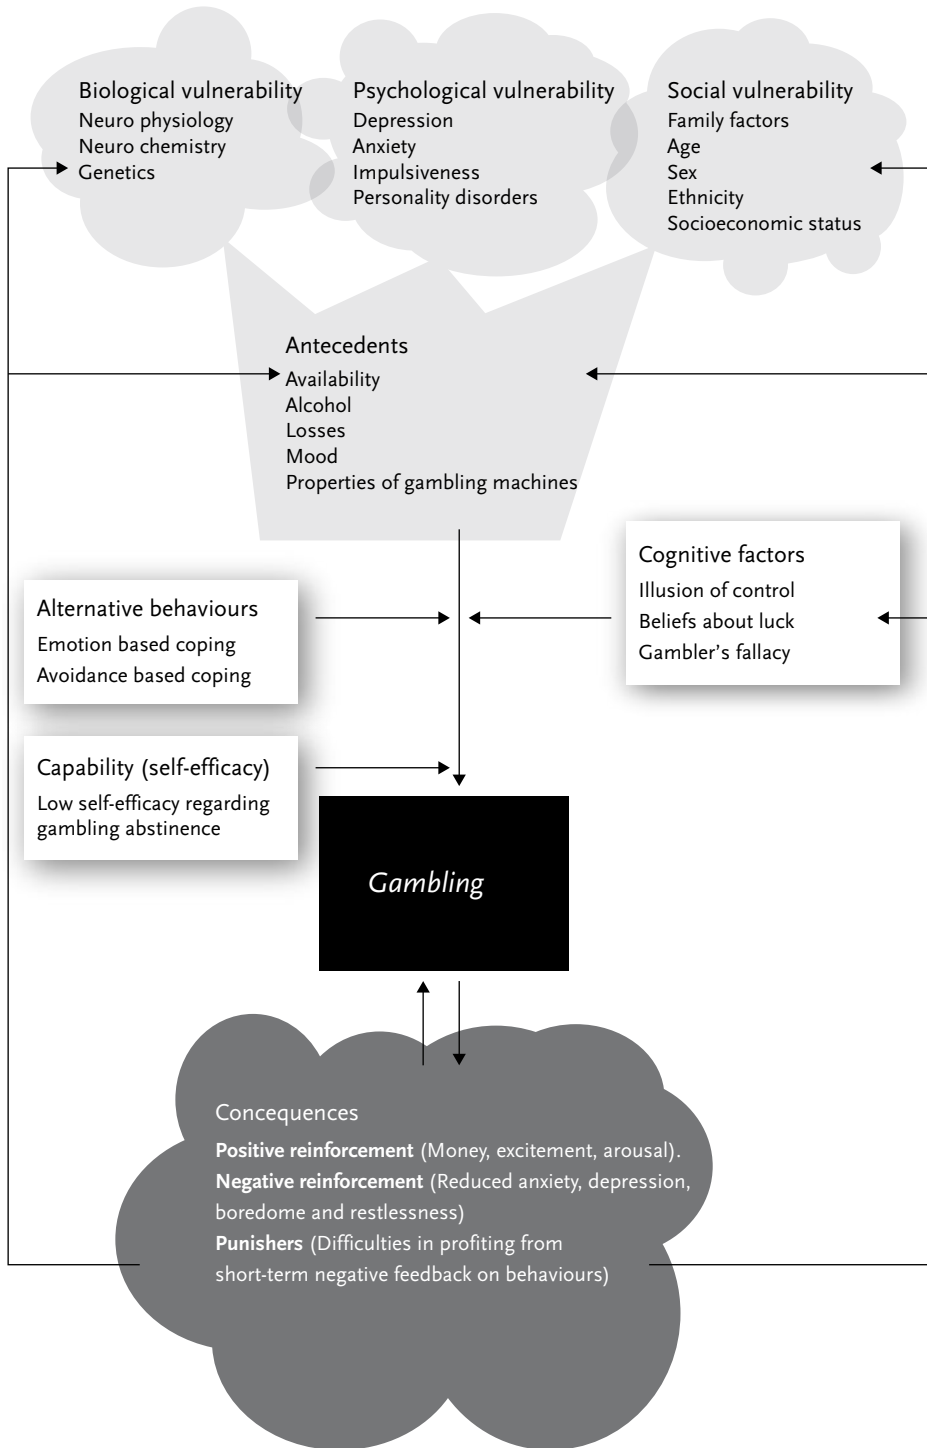 Biological vulnerability
Neuro physiology
Neuro chemistry
Genetics
Psychological vulnerability
Depression
Anxiety
Impulsiveness
Personality disorders
Social vulnerability
Family factors
Age
Sex
Ethnicity
Socioeconomic status
Antecedents
Availability
Alcohol
Losses
Mood
Properties of gambling machines
Cognitive factors
Illusion of control
Beliefs about luck
Gambler's fallacy
Alternative behaviours
Emotion based coping
Avoidance based coping
Capability (self-efficacy)
Low self-efficacy regarding
gambling abstinence
Gambling
Concequences
Positive reinforcement (Money, excitement, arousal).
Negative reinforcement (Reduced anxiety, depression,
boredome and restlessness)
Punishers (Difficulties in profiting from
short-term negative feedback on behaviours)